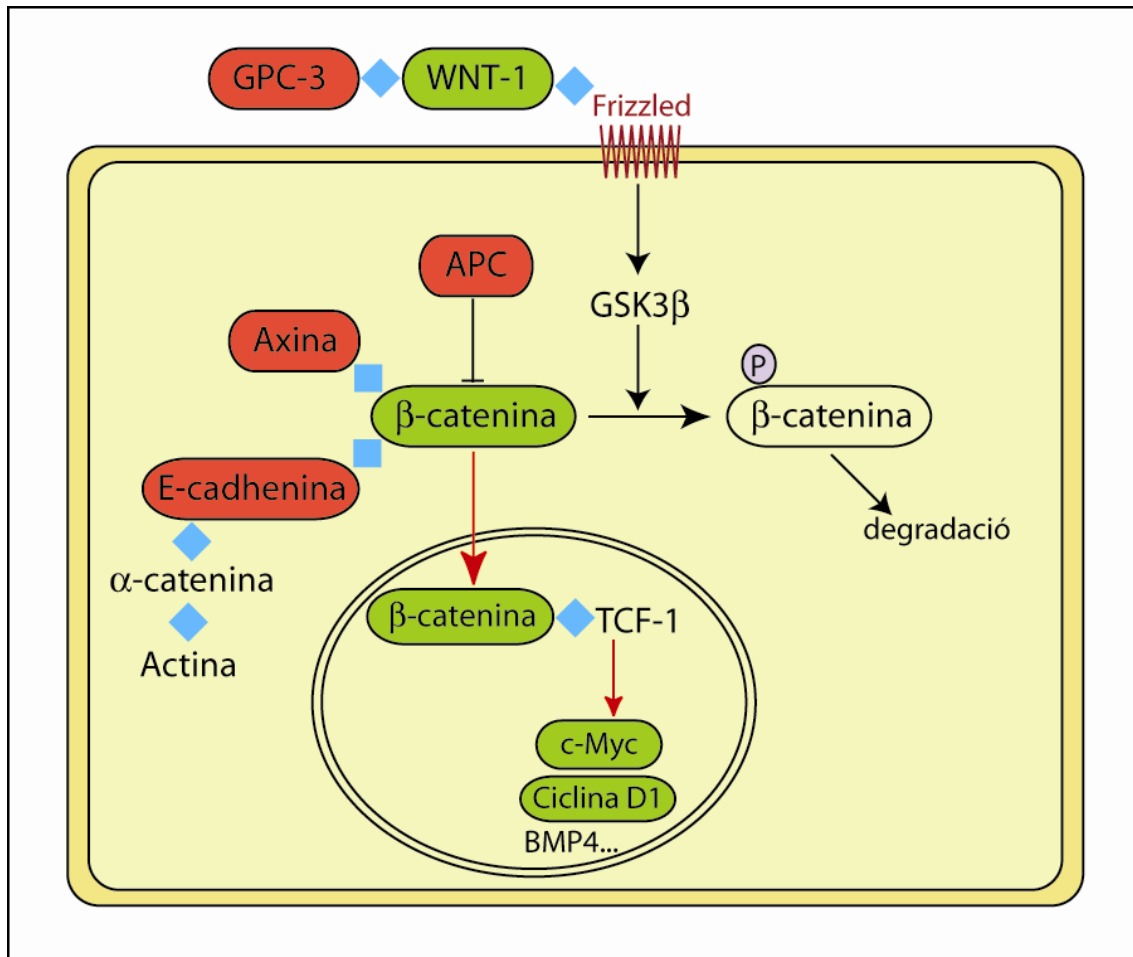 GPC-3
WNT-1
Frizzled
APC
GSK3β
Axina
P
β-catenina
β-catenina
E-cadhenina
degradació
α-catenina
β-catenina
TCF-1
Actina
c-Myc
Ciclina D1
BMP4...